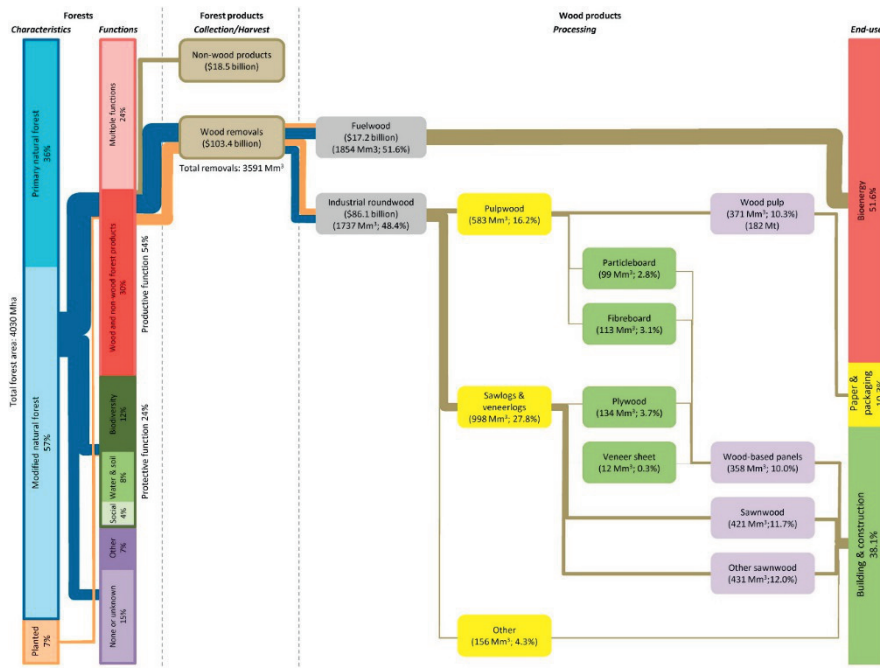 Forests
Forest products
Wood products
Characteristics
Functions
Collection/Harvest
Processing
End-use
Total forest area: 4030 Mha
Primary natural forest
36%
Modified natural forest
57%
Planted
7%
Multiple functions
24%
Wood and non-wood forest products
30%
Biodiversity
12%
Water & soil
8%
Social
4%
Other
7%
None or unknown
15%
Productive function 54%
Protective function 24%
Non-wood products
($18.5 billion)
Wood removals
($103.4 billion)
Total removals: 3591 Mm³
Fuelwood
($17.2 billion)
(1854 Mm3; 51.6%)
Industrial roundwood
($86.1 billion)
(1737 Mm³; 48.4%)
Pulpwood
(583 Mm³; 16.2%)
Sawlogs &
veneerlogs
(998 Mm³; 27.8%)
Other
(156 Mm³; 4.3%)
Particleboard
(99 Mm³; 2.8%)
Fibreboard
(113 Mm³; 3.1%)
Plywood
(134 Mm³; 3.7%)
Veneer sheet
(12 Mm³; 0.3%)
Wood pulp
(371 Mm³; 10.3%)
(182 Mt)
Wood-based panels
(358 Mm³; 10.0%)
Sawnwood
(421 Mm³;11.7%)
Other sawnwood
(431 Mm³;12.0%)
Bioenergy
51.6%
Paper &
packaging
10.3%
Building & construction
38.1%